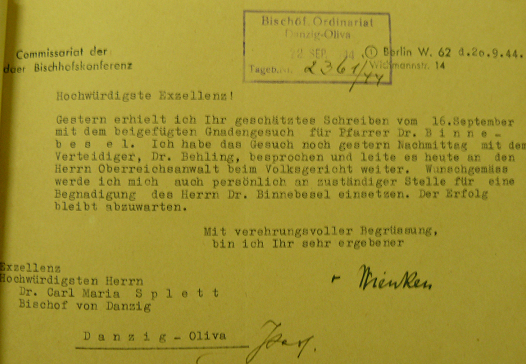 Commissariat der
daer Bischhofskonferenz
Bischöf. Ordinariat
Danzig-Oliva
22 SEP. 44
Tageb.Nr. 2361/44
Berlin W. 62 d.20.9.44.
Wichmannstr. 14
Hochwürdigste Exzellenz!
Gestern erhielt ich Ihr geschätztes Schreiben vom 16.September
mit dem beigefügten Gnadengesuch für Pfarrer Dr. B i n n e -
b e s e l. Ich habe das Gesuch noch gestern Nachmittag mit dem
Verteidiger, Dr. Behling, besprochen und leite es heute an den
Herrn Oberreichsanwalt beim Volksgericht weiter. Wunschgemäss
werde ich mich auch persönlich an zuständiger Stelle für eine
Begnadigung des Herrn Dr. Binnebesel einsetzen. Der Erfolg
bleibt abzuwarten.
Mit verehrungsvoller Begrüssung,
bin ich Ihr sehr ergebener
+ Wienken
Exzellenz
Hochwürdigsten Herrn
Dr. Carl Maria S p l e t t
Bischof von Danzig
D a n z i g - Oliva